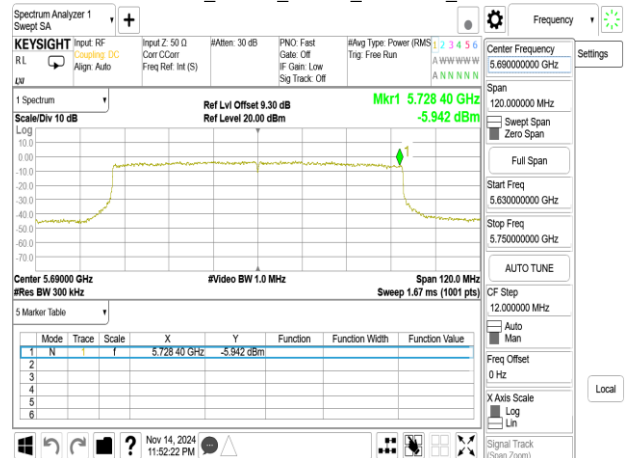 Spectrum Analyzer 1
Swept SA
Frequency
KEYSIGHT
Input: RF
Coupling: DC
Align: Auto
RL
LXI
Input Z: 50 Ω
Corr CCorr
Freq Ref: Int (S)
#Atten: 30 dB
PNO: Fast
Gate: Off
IF Gain: Low
Sig Track: Off
#Avg Type: Power (RMS
Trig: Free Run
1 2 3 4 5 6
A W W W W W
A N N N N N
Center Frequency
5.690000000 GHz
Settings
Span
120.000000 MHz
Swept Span
Zero Span
Full Span
Start Freq
5.630000000 GHz
Stop Freq
5.750000000 GHz
AUTO TUNE
CF Step
12.000000 MHz
Auto
Man
Freq Offset
0 Hz
X Axis Scale
Log
Lin
Local
Signal Track
(Span Zoom)
1 Spectrum
Scale/Div 10 dB
Ref Lvl Offset 9.30 dB
Ref Level 20.00 dBm
Mkr1 5.728 40 GHz
-5.942 dBm
Log
10.0
0.00
-10.0
-20.0
-30.0
-40.0
-50.0
-60.0
-70.0
1
Center 5.69000 GHz
#Res BW 300 kHz
#Video BW 1.0 MHz
Span 120.0 MHz
Sweep 1.67 ms (1001 pts)
5 Marker Table
Mode Trace Scale X Y Function Function Width Function Value
1 N 1 f 5.728 40 GHz -5.942 dBm
2
3
4
5
6
?
Nov 14, 2024
11:52:22 PM